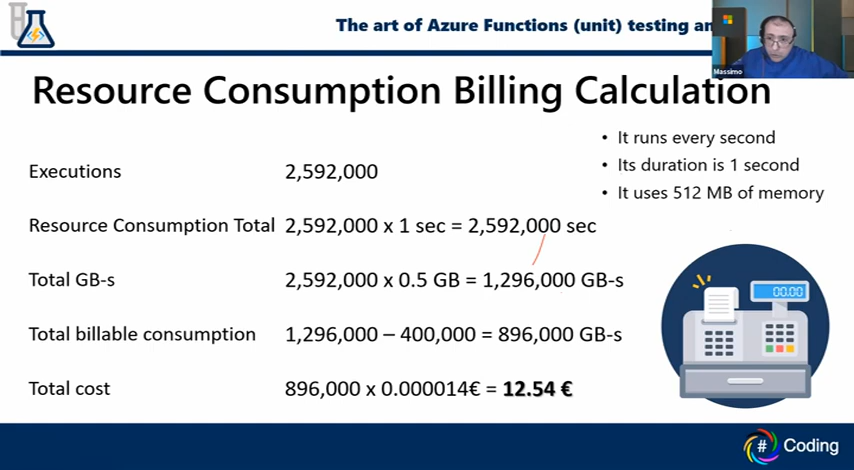 The art of Azure Functions (unit) testing an
Massimo
Resource Consumption Billing Calculation
• It runs every second
• Its duration is 1 second
• It uses 512 MB of memory
Executions 2,592,000
Resource Consumption Total 2,592,000 x 1 sec = 2,592,000 sec
Total GB-s 2,592,000 x 0.5 GB = 1,296,000 GB-s
Total billable consumption 1,296,000 – 400,000 = 896,000 GB-s
Total cost 896,000 x 0.000014€ = 12.54 €
00.00
# Coding